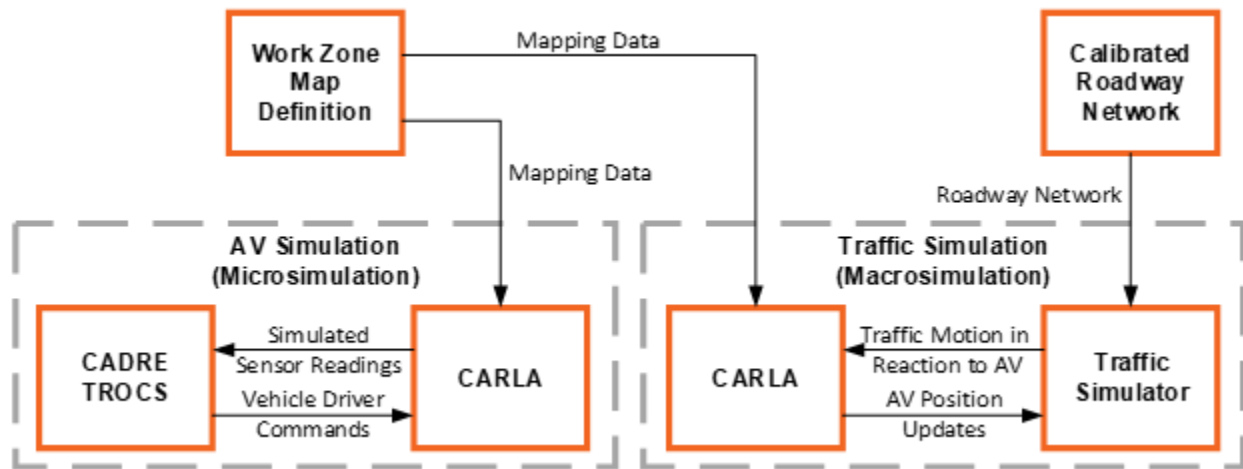 Work Zone
Map
Definition
Mapping Data
Mapping Data
Calibrated
Roadway
Network
Roadway Network
AV Simulation
(Microsimulation)
CADRE
TROCS
Simulated
Sensor Readings
Vehicle Driver
Commands
CARLA
Traffic Simulation
(Macrosimulation)
CARLA
Traffic Motion in
Reaction to AV
AV Position
Updates
Traffic
Simulator